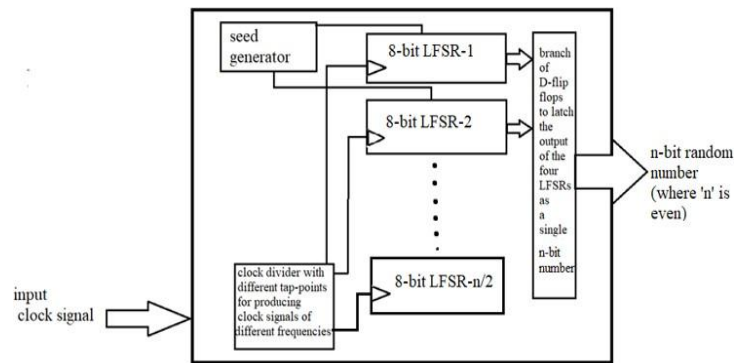 seed
generator
8-bit LFSR-1
8-bit LFSR-2
8-bit LFSR-n/2
clock divider with
different tap-points
for producing
clock signals of
different frequencies
input
clock signal
branch
of
D-flip
flops
to latch
the
output
of the
four
LFSRs
as
a
single
n-bit
number
n-bit random
number
(where 'n' is
even)